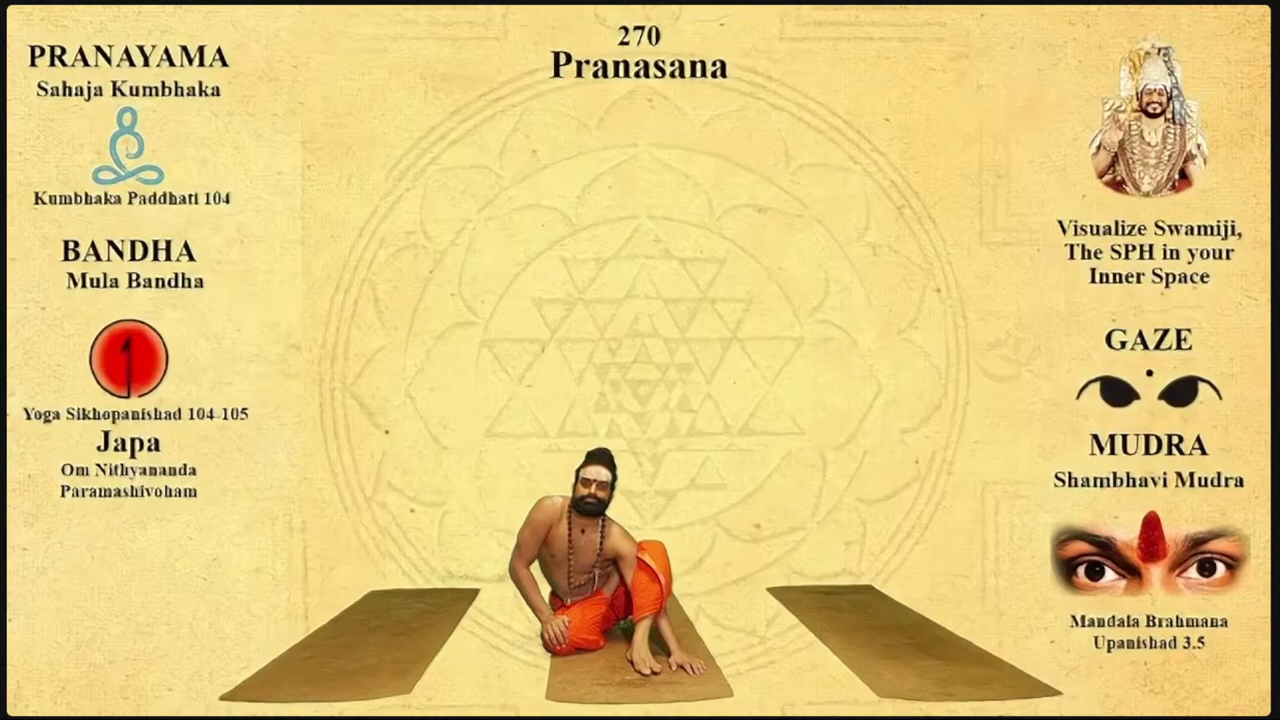 270
Pranasana
PRANAYAMA
Sahaja Kumbhaka
Kumbhaka Paddhati 104
BANDHA
Mula Bandha
Yoga Sikhopanishad 104-105
Japa
Om Nithyananda
Paramashivoham
Visualize Swamiji,
The SPH in your
Inner Space
GAZE
MUDRA
Shambhavi Mudra
Mandala Brahmana
Upanishad 3.5